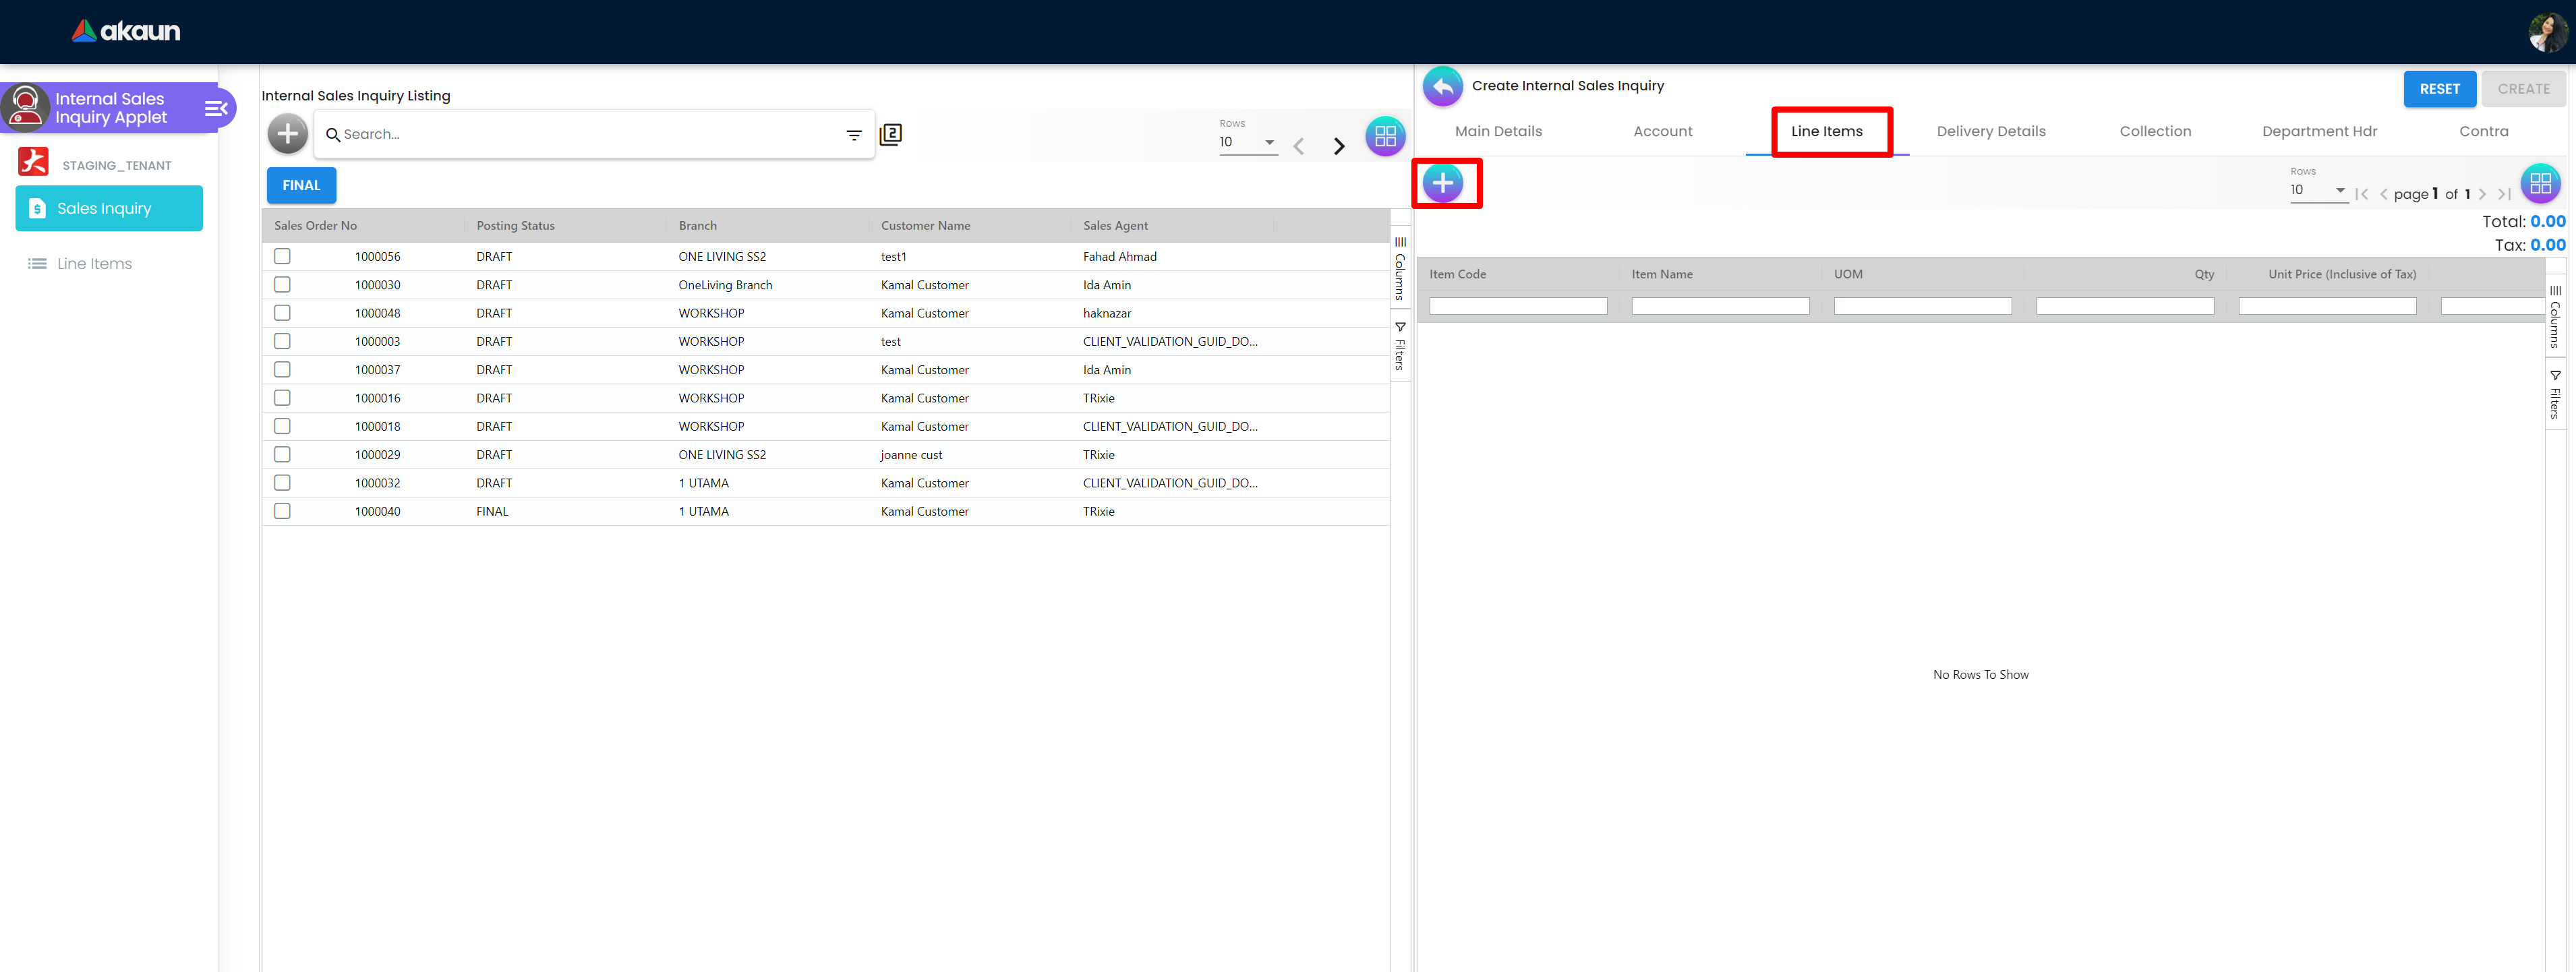 akaun
Internal Sales
Inquiry Applet
STAGING_TENANT
Sales Inquiry
Line Items
Internal Sales Inquiry Listing
Search...
2
Rows
10
FINAL
Sales Order No Posting Status Branch Customer Name Sales Agent
1000056 DRAFT ONE LIVING SS2 test1 Fahad Ahmad
1000030 DRAFT OneLiving Branch Kamal Customer Ida Amin
1000048 DRAFT WORKSHOP Kamal Customer haknazar
1000003 DRAFT WORKSHOP test CLIENT_VALIDATION_GUID_DO...
1000037 DRAFT WORKSHOP Kamal Customer Ida Amin
1000016 DRAFT WORKSHOP Kamal Customer TRixie
1000018 DRAFT WORKSHOP Kamal Customer CLIENT_VALIDATION_GUID_DO...
1000029 DRAFT ONE LIVING SS2 joanne cust TRixie
1000032 DRAFT 1 UTAMA Kamal Customer CLIENT_VALIDATION_GUID_DO...
1000040 FINAL 1 UTAMA Kamal Customer TRixie
Columns
Filters
Create Internal Sales Inquiry
RESET CREATE
Main Details Account Line Items Delivery Details Collection Department Hdr Contra
Rows
10
page 1 of 1
Total: 0.00
Tax: 0.00
Item Code Item Name UOM Qty Unit Price (Inclusive of Tax)
Columns
Filters
No Rows To Show